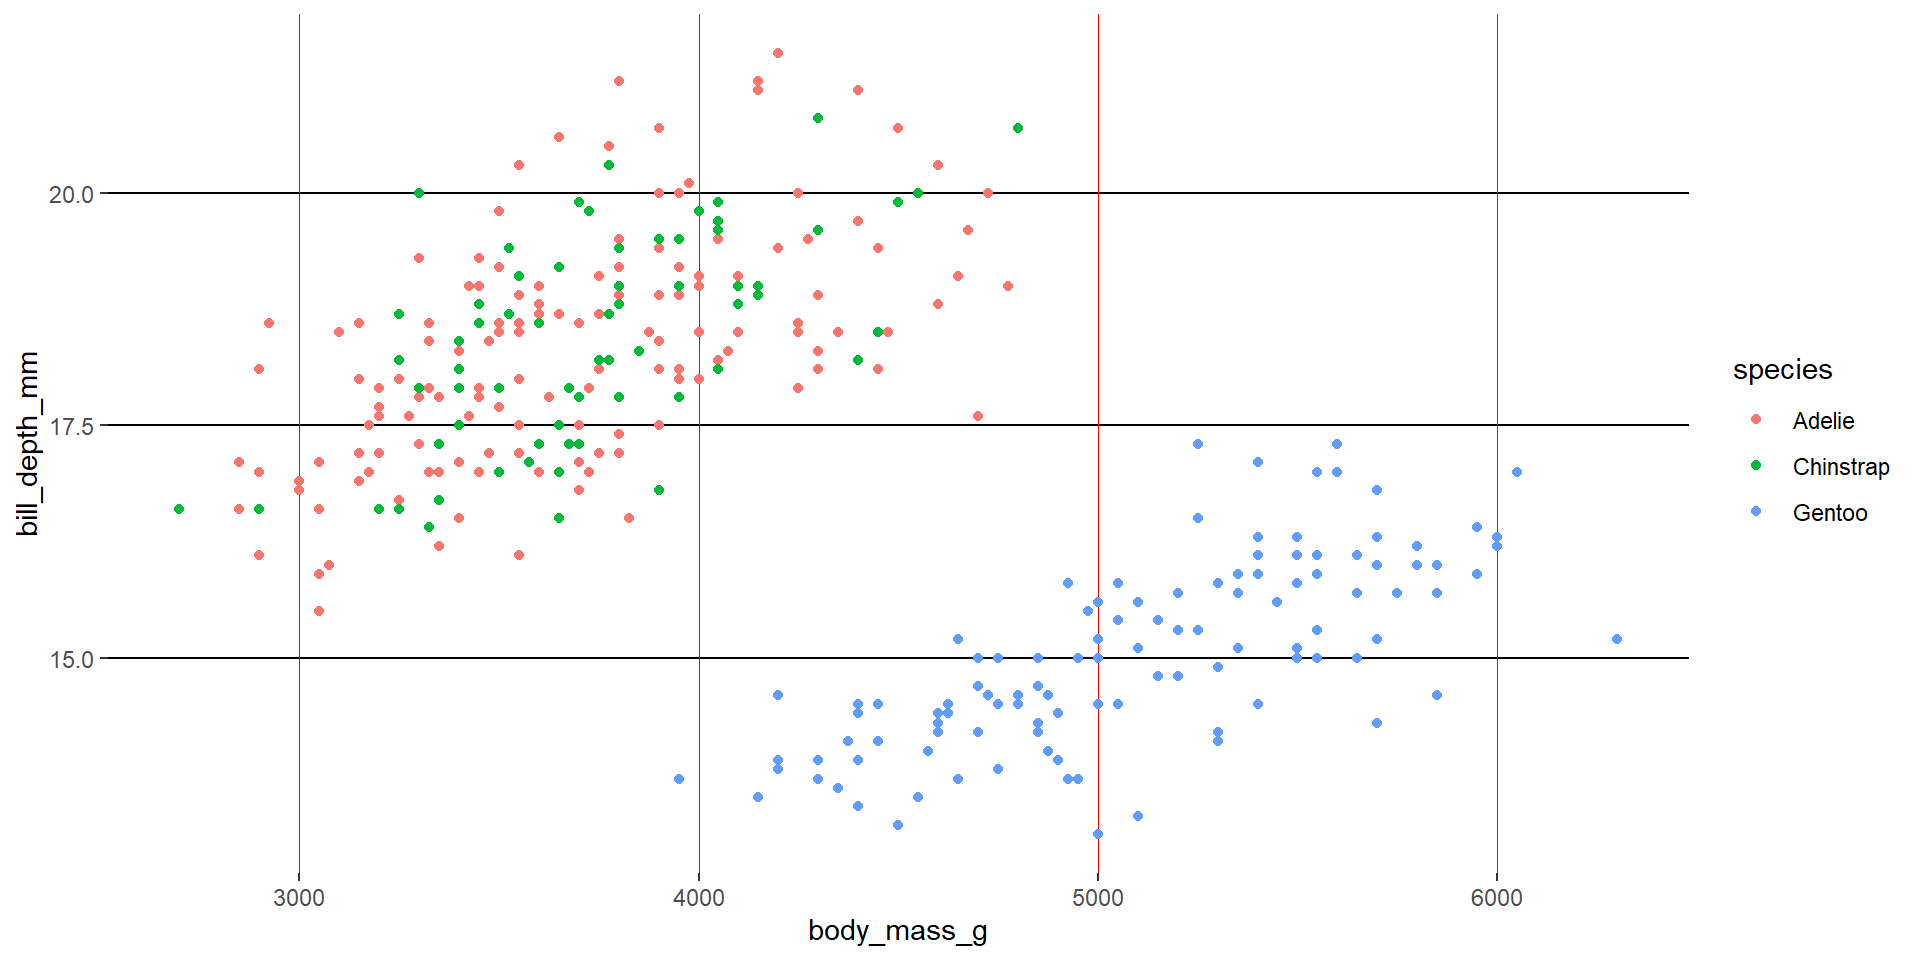 20.0
17.5
15.0
bill_depth_mm
3000 4000 5000 6000
body_mass_g
species
Adelie
Chinstrap
Gentoo